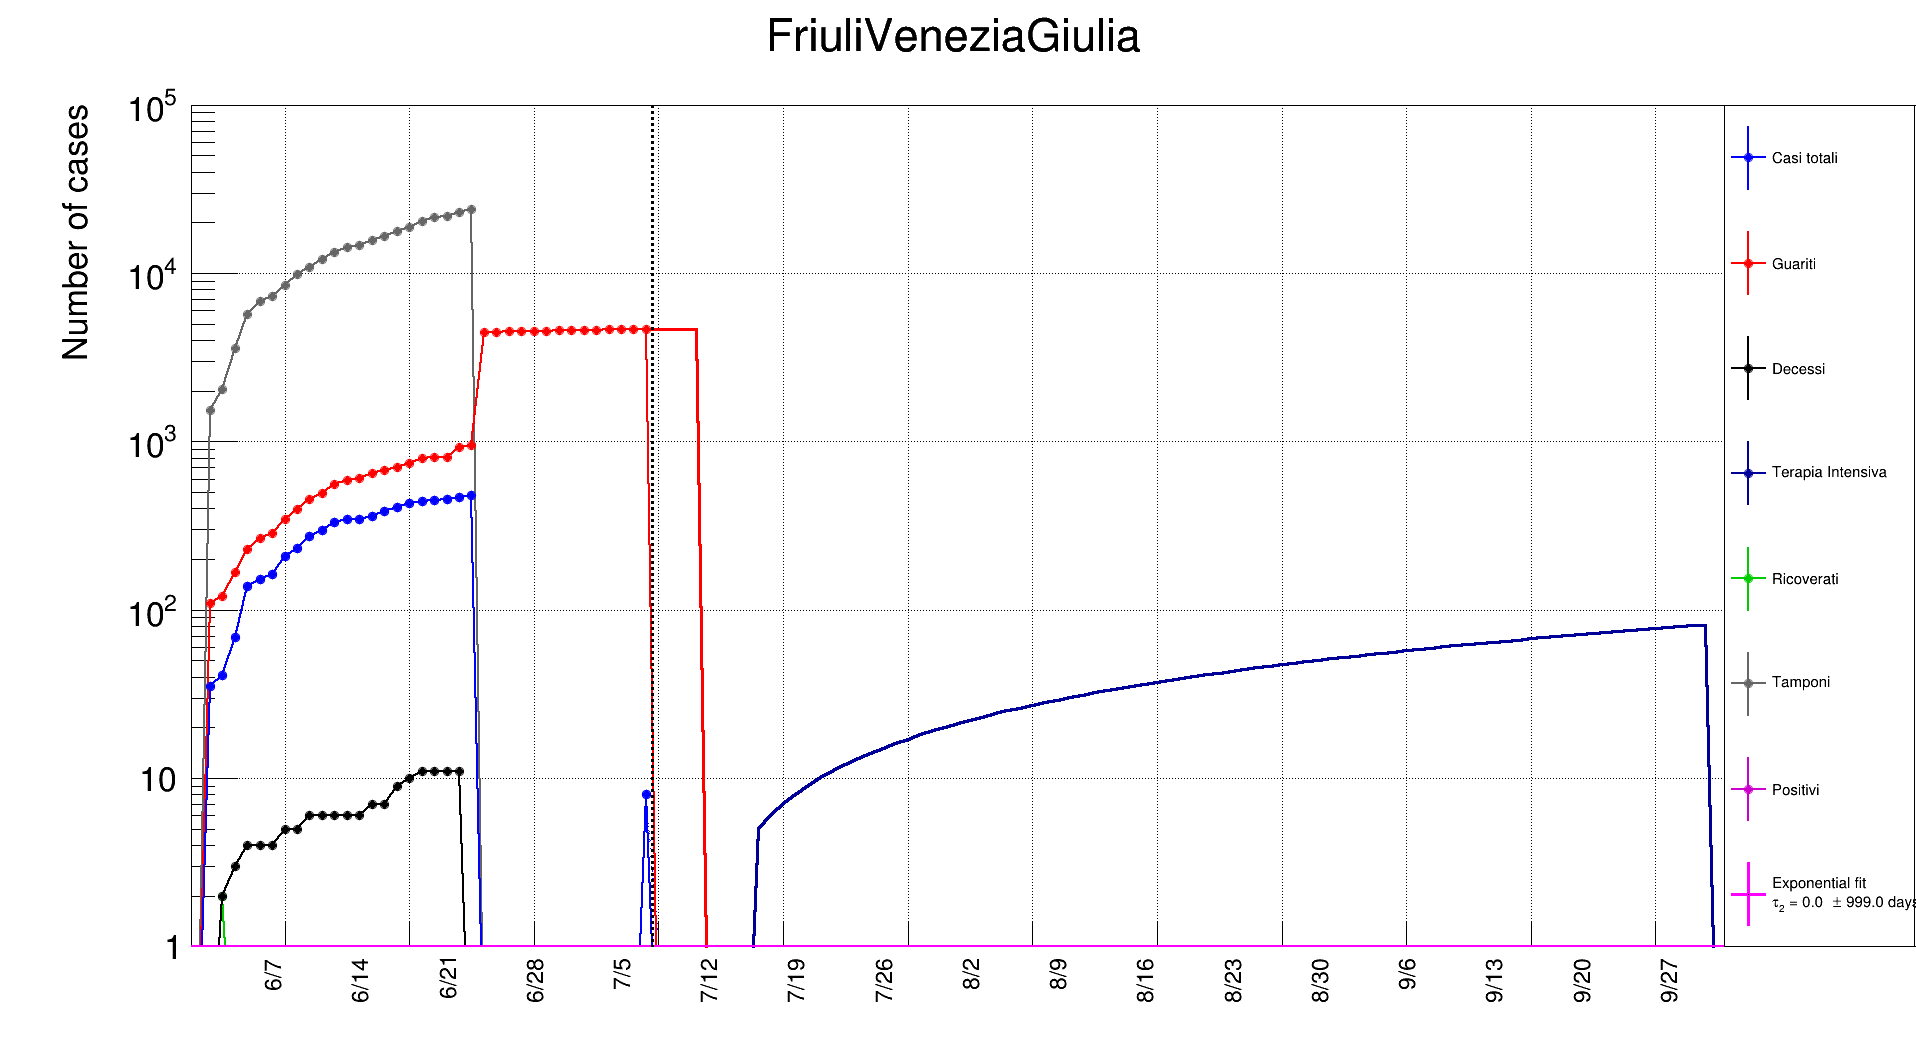 FriuliVeneziaGiulia
Number of cases
10^5
10^4
10^3
10^2
10
1
6/7
6/14
6/21
6/28
7/5
7/12
7/19
7/26
8/2
8/9
8/16
8/23
8/30
9/6
9/13
9/20
9/27
Casi totali
Guariti
Decessi
Terapia Intensiva
Ricoverati
Tamponi
Positivi
Exponential fit
τ₂ = 0.0 ± 999.0 days